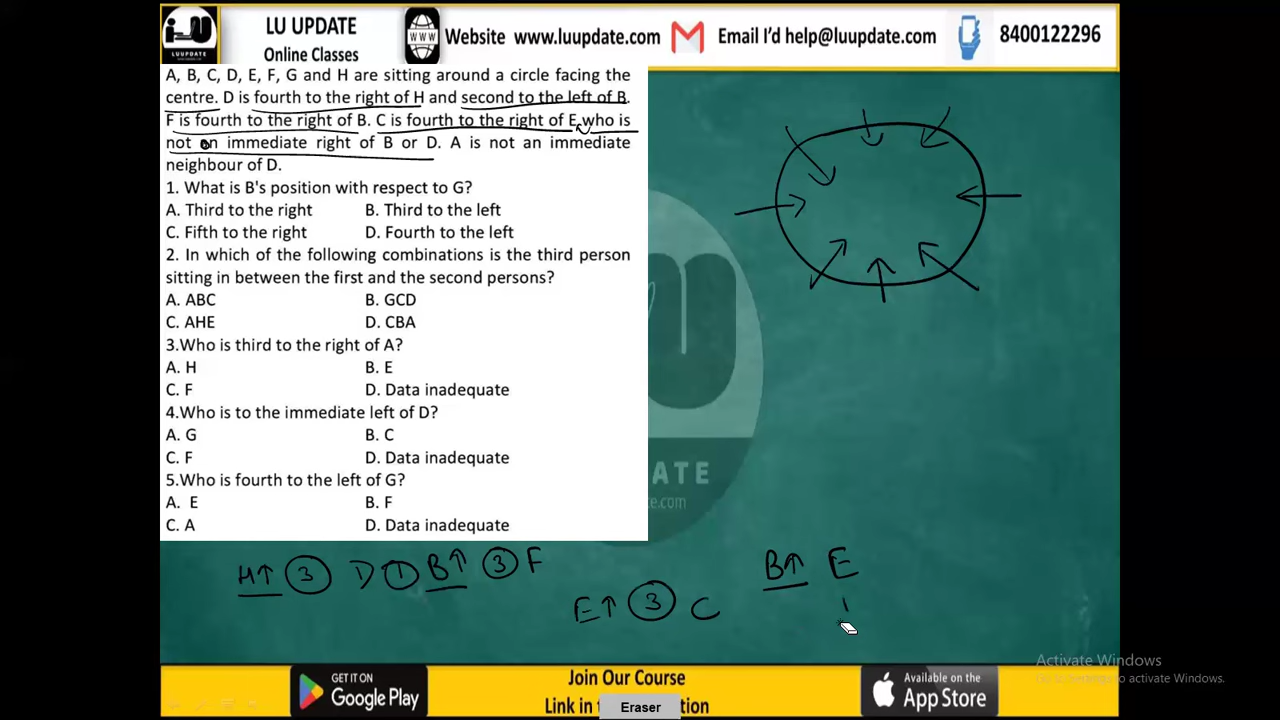 LU UPDATE
Online Classes
LUUPDATE
WWW
Website www.luupdate.com
Email I'd help@luupdate.com
8400122296
A, B, C, D, E, F, G and H are sitting around a circle facing the
centre. D is fourth to the right of H and second to the left of B.
F is fourth to the right of B. C is fourth to the right of E who is
not an immediate right of B or D. A is not an immediate
neighbour of D.
1. What is B's position with respect to G?
A. Third to the right B. Third to the left
C. Fifth to the right D. Fourth to the left
2. In which of the following combinations is the third person
sitting in between the first and the second persons?
A. ABC B. GCD
C. AHE D. CBA
3.Who is third to the right of A?
A. H B. E
C. F D. Data inadequate
4.Who is to the immediate left of D?
A. G B. C
C. F D. Data inadequate
5.Who is fourth to the left of G?
A. E B. F
C. A D. Data inadequate
ATE
e.com
H↑ ③ D ① B↑ ③ F
E↑ ③ C
B↑ E
Activate Windows
Join Our Course
Link in
GET IT ON
Google Play
Available on the
App Store
Eraser